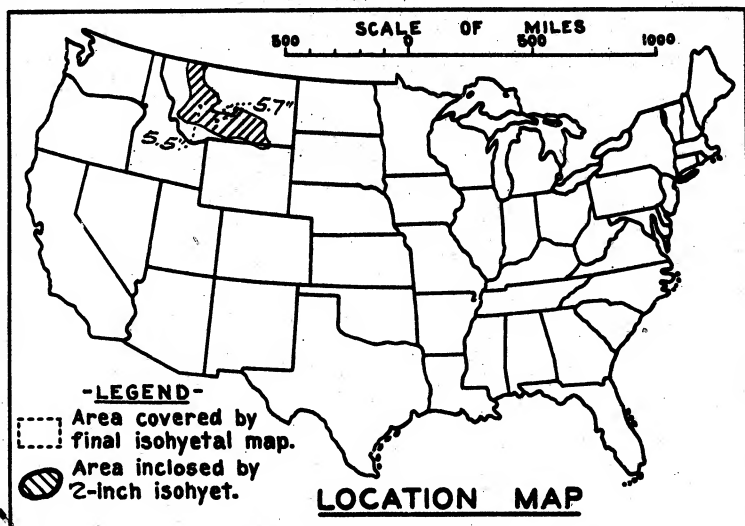 SCALE OF MILES
500 0 500 1000
5.7"
5.5"
-LEGEND-
Area covered by
final isohyetal map.
Area inclosed by
2-inch isohyet.
LOCATION MAP